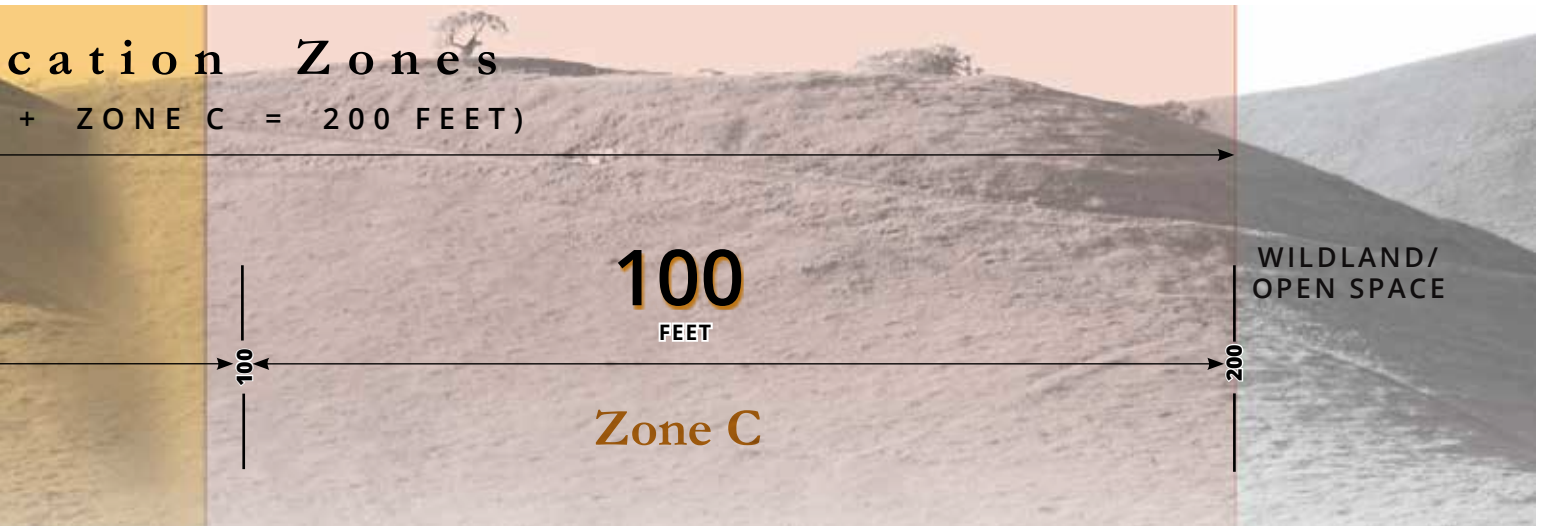 cation Zones
+ ZONE C = 200 FEET)
100
FEET
WILDLAND/
OPEN SPACE
100
200
Zone C